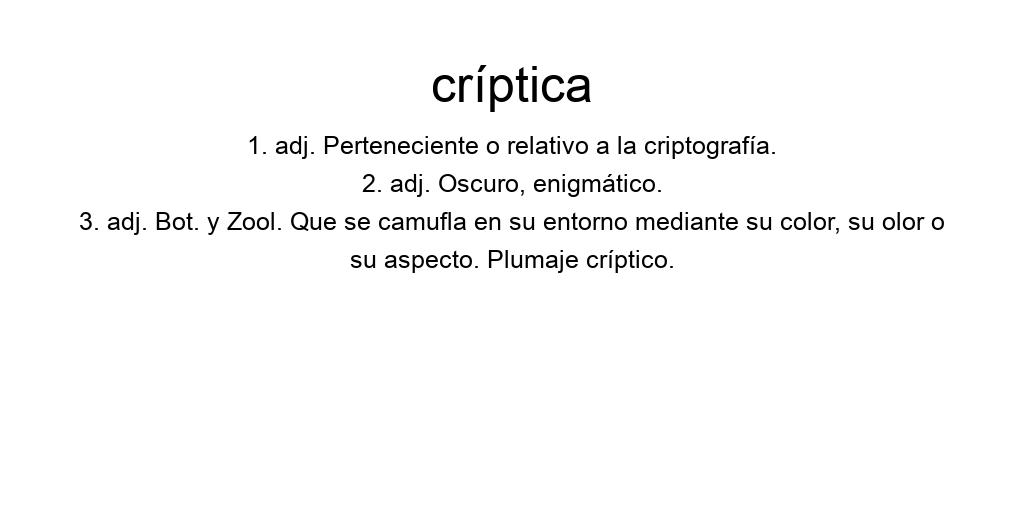 críptica
1. adj. Perteneciente o relativo a la criptografía.
2. adj. Oscuro, enigmático.
3. adj. Bot. y Zool. Que se camufla en su entorno mediante su color, su olor o
su aspecto. Plumaje críptico.